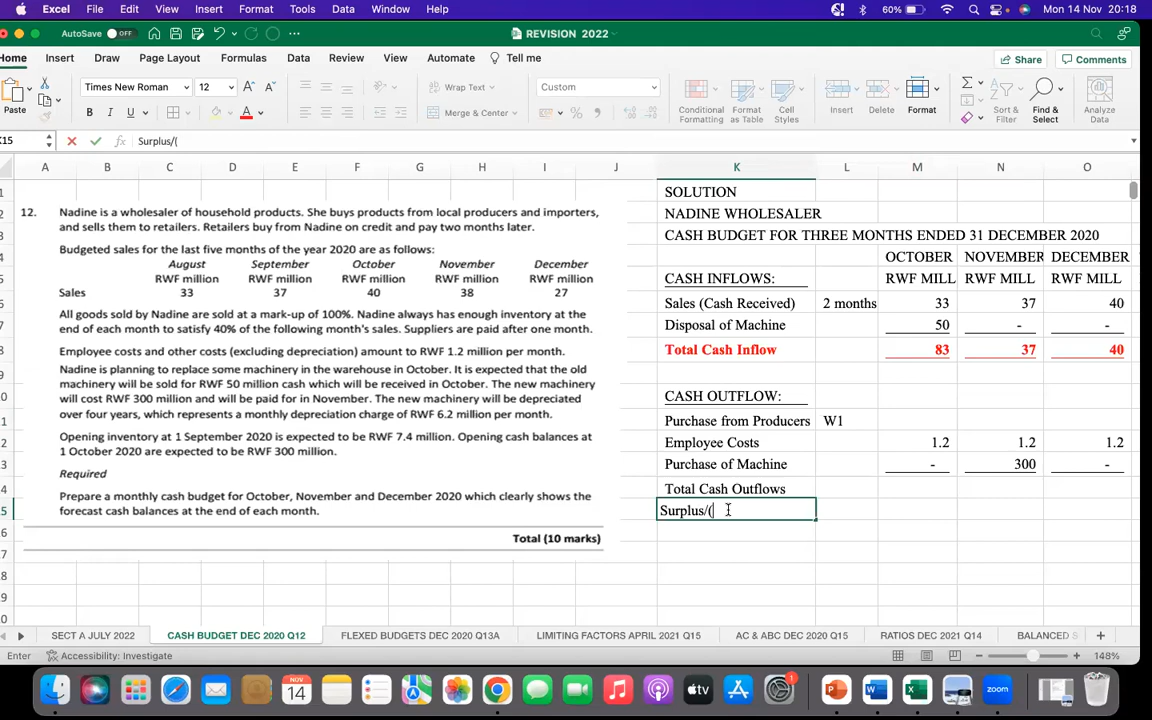 Excel File Edit View Insert Format Tools Data Window Help 60% Mon 14 Nov 20:18
AutoSave OFF REVISION 2022
Home Insert Draw Page Layout Formulas Data Review View Automate Tell me Share Comments
Paste Times New Roman 12 Wrap Text Custom
B I U Merge & Center Conditional Formatting Format as Table Cell Styles Insert Delete Format Sort & Filter Find & Select Analyze Data
K15 fx Surplus/(
A B C D E F G H I J K L M N O
12. Nadine is a wholesaler of household products. She buys products from local producers and importers,
and sells them to retailers. Retailers buy from Nadine on credit and pay two months later.
Budgeted sales for the last five months of the year 2020 are as follows:
August September October November December
RWF million RWF million RWF million RWF million RWF million
Sales 33 37 40 38 27
All goods sold by Nadine are sold at a mark-up of 100%. Nadine always has enough inventory at the
end of each month to satisfy 40% of the following month's sales. Suppliers are paid after one month.
Employee costs and other costs (excluding depreciation) amount to RWF 1.2 million per month.
Nadine is planning to replace some machinery in the warehouse in October. It is expected that the old
machinery will be sold for RWF 50 million cash which will be received in October. The new machinery
will cost RWF 300 million and will be paid for in November. The new machinery will be depreciated
over four years, which represents a monthly depreciation charge of RWF 6.2 million per month.
Opening inventory at 1 September 2020 is expected to be RWF 7.4 million. Opening cash balances at
1 October 2020 are expected to be RWF 300 million.
Required
Prepare a monthly cash budget for October, November and December 2020 which clearly shows the
forecast cash balances at the end of each month.
Total (10 marks)
SOLUTION
NADINE WHOLESALER
CASH BUDGET FOR THREE MONTHS ENDED 31 DECEMBER 2020
OCTOBER NOVEMBER DECEMBER
CASH INFLOWS: RWF MILL RWF MILL RWF MILL
Sales (Cash Received) 2 months 33 37 40
Disposal of Machine 50 - -
Total Cash Inflow 83 37 40
CASH OUTFLOW:
Purchase from Producers W1
Employee Costs 1.2 1.2 1.2
Purchase of Machine - 300 -
Total Cash Outflows
Surplus/(
SECT A JULY 2022 CASH BUDGET DEC 2020 Q12 FLEXED BUDGETS DEC 2020 Q13A LIMITING FACTORS APRIL 2021 Q15 AC & ABC DEC 2020 Q15 RATIOS DEC 2021 Q14 BALANCED S
Enter Accessibility: Investigate 148%
NOV 14 tv 1 P W X zoom